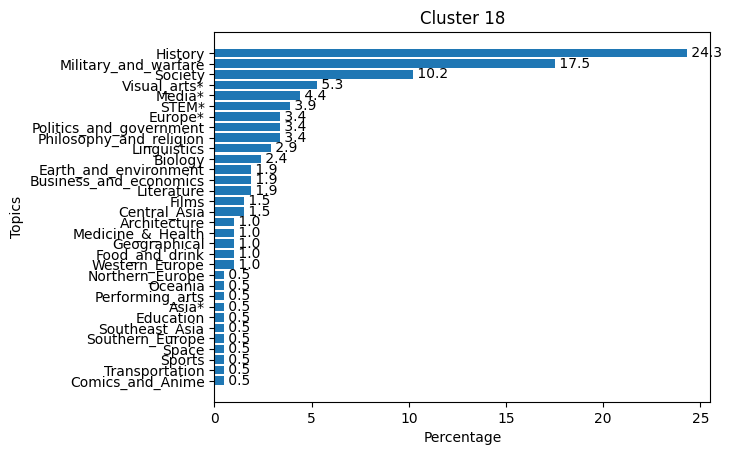 Cluster 18
Topics
History 24.3
Military_and_warfare 17.5
Society 10.2
Visual_arts* 5.3
Media* 4.4
STEM* 3.9
Europe* 3.4
Politics_and_government 3.4
Philosophy_and_religion 3.4
Linguistics 2.9
Biology 2.4
Earth_and_environment 1.9
Business_and_economics 1.9
Literature 1.9
Films 1.5
Central_Asia 1.5
Architecture 1.0
Medicine_&_Health 1.0
Geographical 1.0
Food_and_drink 1.0
Western_Europe 1.0
Northern_Europe 0.5
Oceania 0.5
Performing_arts 0.5
Asia* 0.5
Education 0.5
Southeast_Asia 0.5
Southern_Europe 0.5
Space 0.5
Sports 0.5
Transportation 0.5
Comics_and_Anime 0.5
0 5 10 15 20 25
Percentage